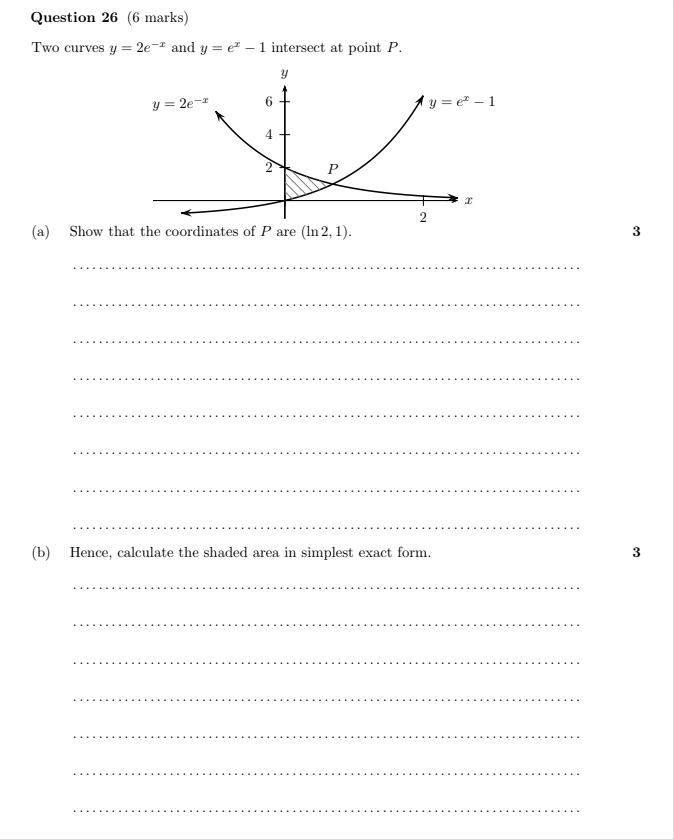 Question 26 (6 marks)
Two curves y = 2e⁻ˣ and y = eˣ − 1 intersect at point P.
y
y = 2e⁻ˣ
6
y = eˣ − 1
4
2
P
x
2
(a) Show that the coordinates of P are (ln 2, 1). 3
(b) Hence, calculate the shaded area in simplest exact form. 3